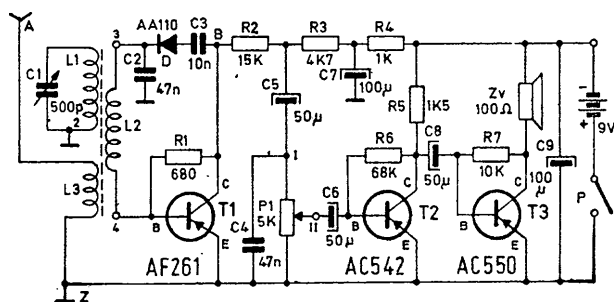 A
L1
C1
500p
1
2
L2
L3
Z
3
4
C2
47n
AA110
D
C3
10n
B
R2
15K
R3
4K7
R4
1K
C5
50μ
C7
100μ
R5
1K5
Zv
100Ω
R1
680
C
B
E
T1
AF261
C4
47n
I
P1
5K
II
C6
50μ
R6
68K
C
B
E
T2
AC542
C8
50μ
R7
10K
C
B
E
T3
AC550
C9
100μ
-
+
9V
P